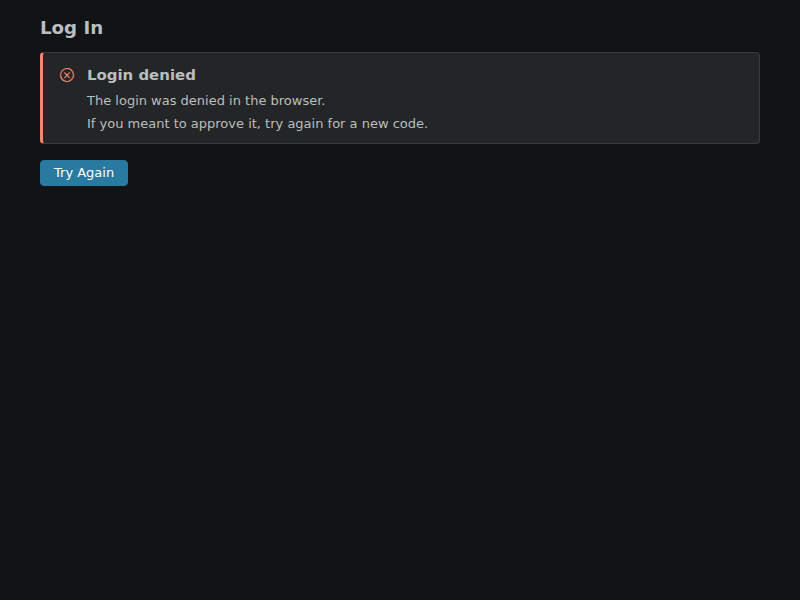 Log In
Login denied
The login was denied in the browser.
If you meant to approve it, try again for a new code.
Try Again